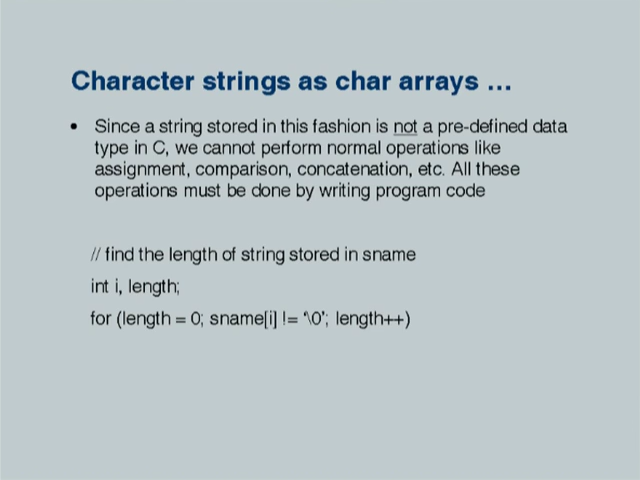 Character strings as char arrays ...
• Since a string stored in this fashion is not a pre-defined data
type in C, we cannot perform normal operations like
assignment, comparison, concatenation, etc. All these
operations must be done by writing program code
// find the length of string stored in sname
int i, length;
for (length = 0; sname[i] != '\0'; length++)